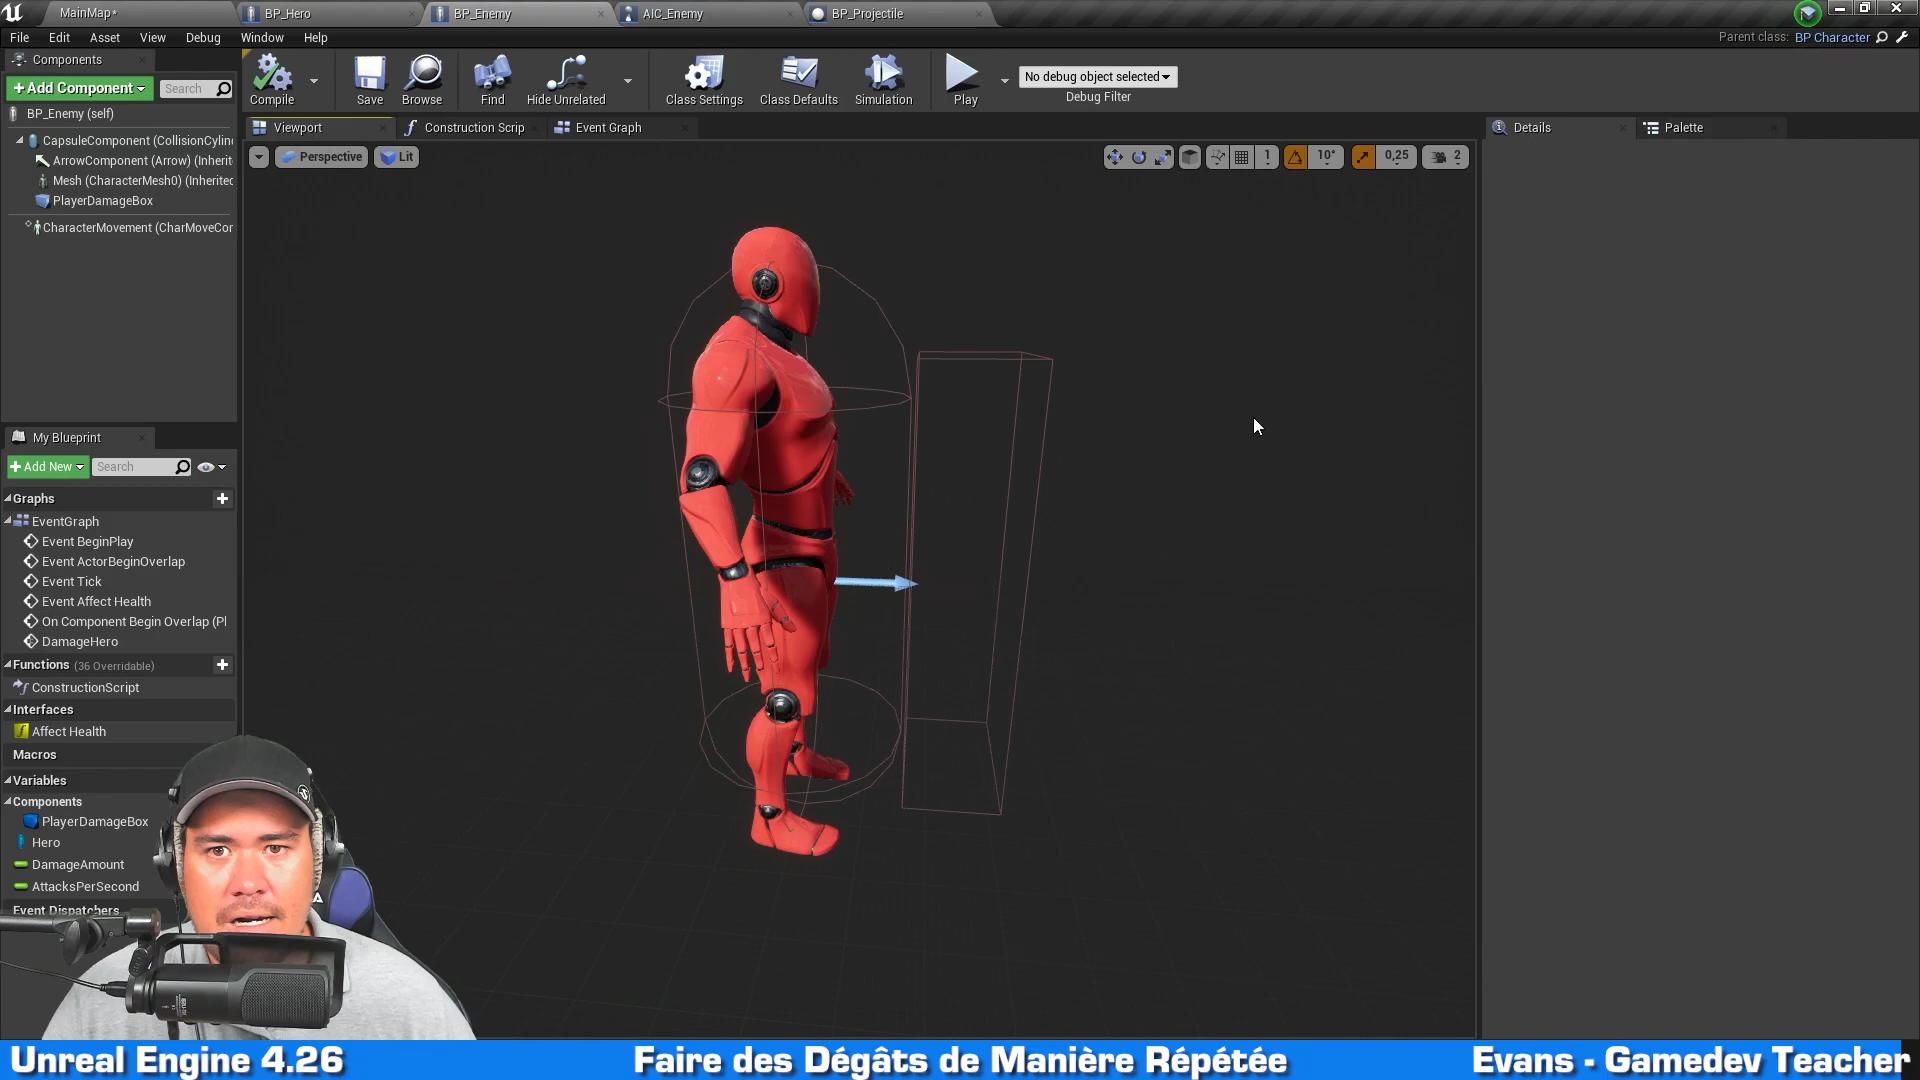 MainMap*
BP_Hero
BP_Enemy
AIC_Enemy
BP_Projectile
File Edit Asset View Debug Window Help
Parent class: BP Character
Components
+Add Component
Search
Compile
Save
Browse
Find
Hide Unrelated
Class Settings
Class Defaults
Simulation
Play
No debug object selected
Debug Filter
BP_Enemy (self)
CapsuleComponent (CollisionCylin
ArrowComponent (Arrow) (Inherit
Mesh (CharacterMesh0) (Inherited
PlayerDamageBox
CharacterMovement (CharMoveCor
Viewport
Construction Scrip
Event Graph
Details
Palette
Perspective
Lit
1
10°
0,25
2
My Blueprint
+Add New
Search
Graphs
EventGraph
Event BeginPlay
Event ActorBeginOverlap
Event Tick
Event Affect Health
On Component Begin Overlap (Pl
DamageHero
Functions (36 Overridable)
ConstructionScript
Interfaces
Affect Health
Macros
Variables
Components
PlayerDamageBox
Hero
DamageAmount
AttacksPerSecond
Event Dispatchers
Unreal Engine 4.26
Faire des Dégâts de Manière Répétée
Evans - Gamedev Teacher